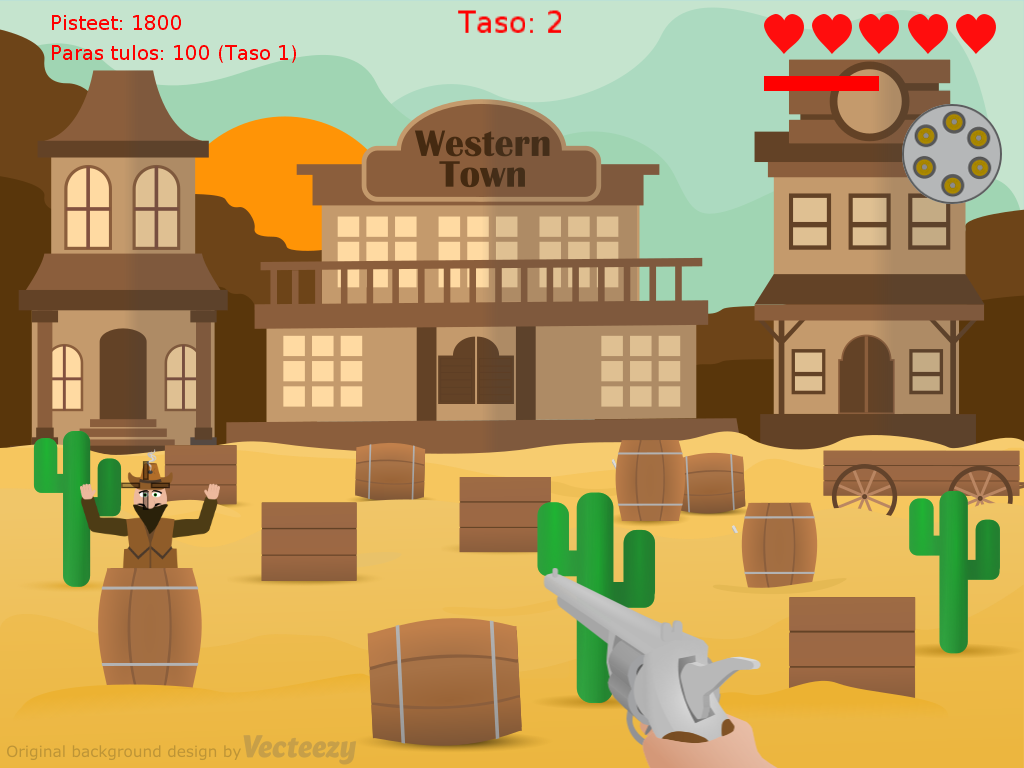 Pisteet: 1800
Taso: 2
Paras tulos: 100 (Taso 1)
Western
Town
Original background design by Vecteezy